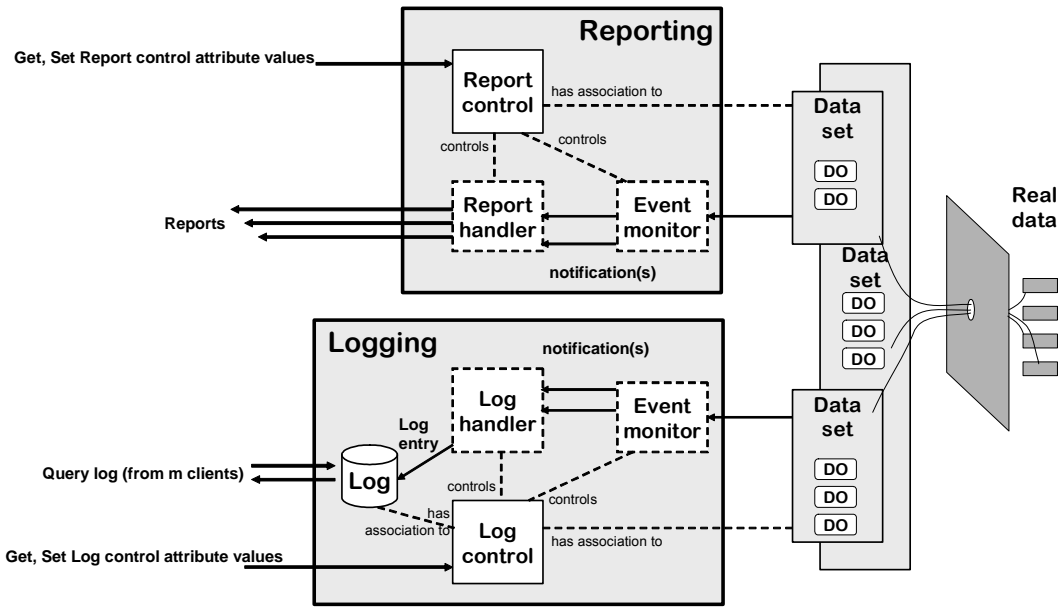 Reporting
Get, Set Report control attribute values
Report
control
has association to
controls
controls
Data
set
DO
DO
Report
handler
Event
monitor
Reports
notification(s)
Real
data
Data
set
DO
DO
DO
Logging
notification(s)
Log
handler
Event
monitor
Data
set
DO
DO
DO
Log
entry
Log
Query log (from m clients)
controls
controls
has
association to
Log
control
has association to
Get, Set Log control attribute values